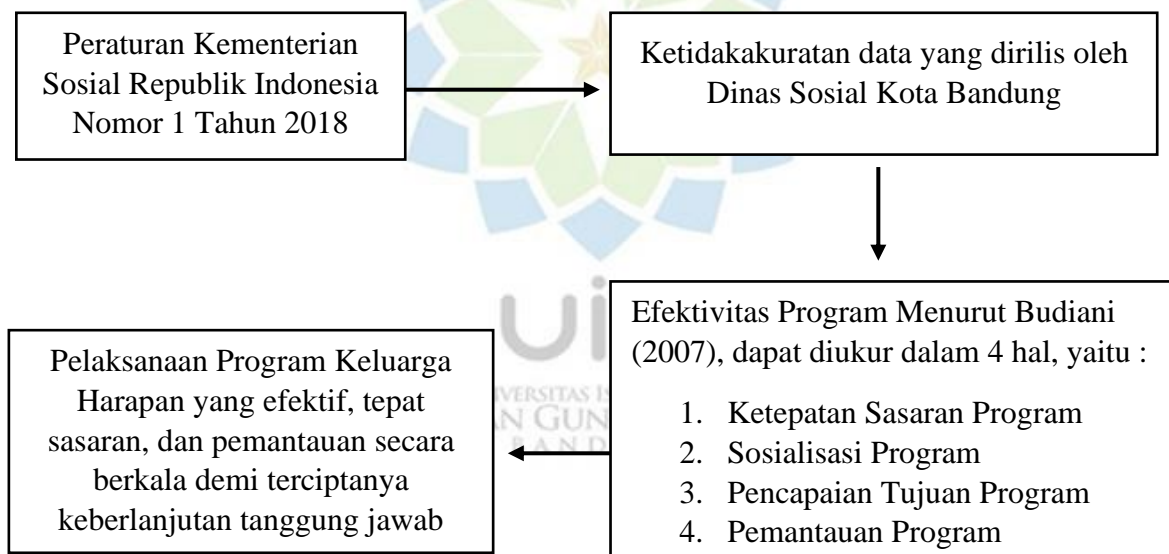 Peraturan Kementerian
Sosial Republik Indonesia
Nomor 1 Tahun 2018
Ketidakakuratan data yang dirilis oleh
Dinas Sosial Kota Bandung
Efektivitas Program Menurut Budiani
(2007), dapat diukur dalam 4 hal, yaitu :
1. Ketepatan Sasaran Program
2. Sosialisasi Program
3. Pencapaian Tujuan Program
4. Pemantauan Program
Pelaksanaan Program Keluarga
Harapan yang efektif, tepat
sasaran, dan pemantauan secara
berkala demi terciptanya
keberlanjutan tanggung jawab